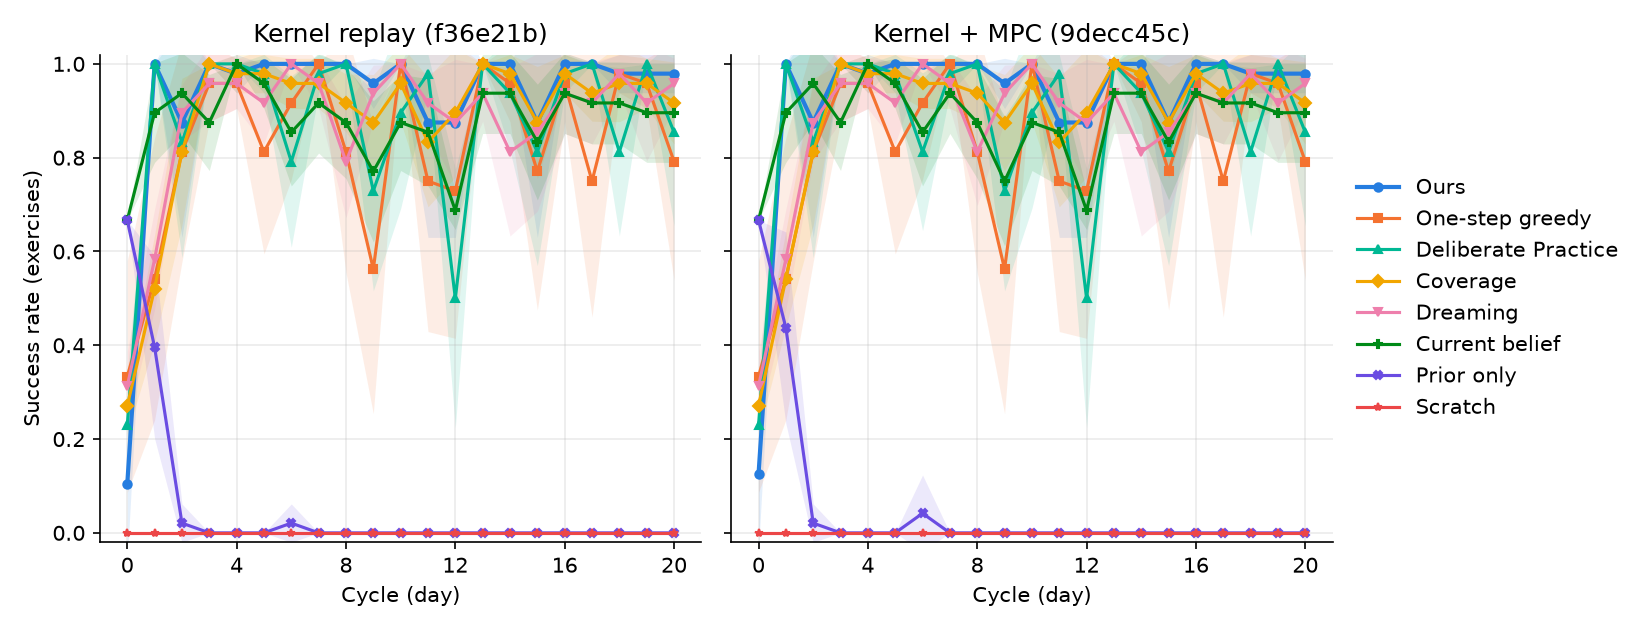 Kernel replay (f36e21b)
Kernel + MPC (9decc45c)
1.0
0.8
0.6
0.4
0.2
0.0
Success rate (exercises)
0 4 8 12 16 20
0 4 8 12 16 20
Cycle (day)
Cycle (day)
Ours
One-step greedy
Deliberate Practice
Coverage
Dreaming
Current belief
Prior only
Scratch